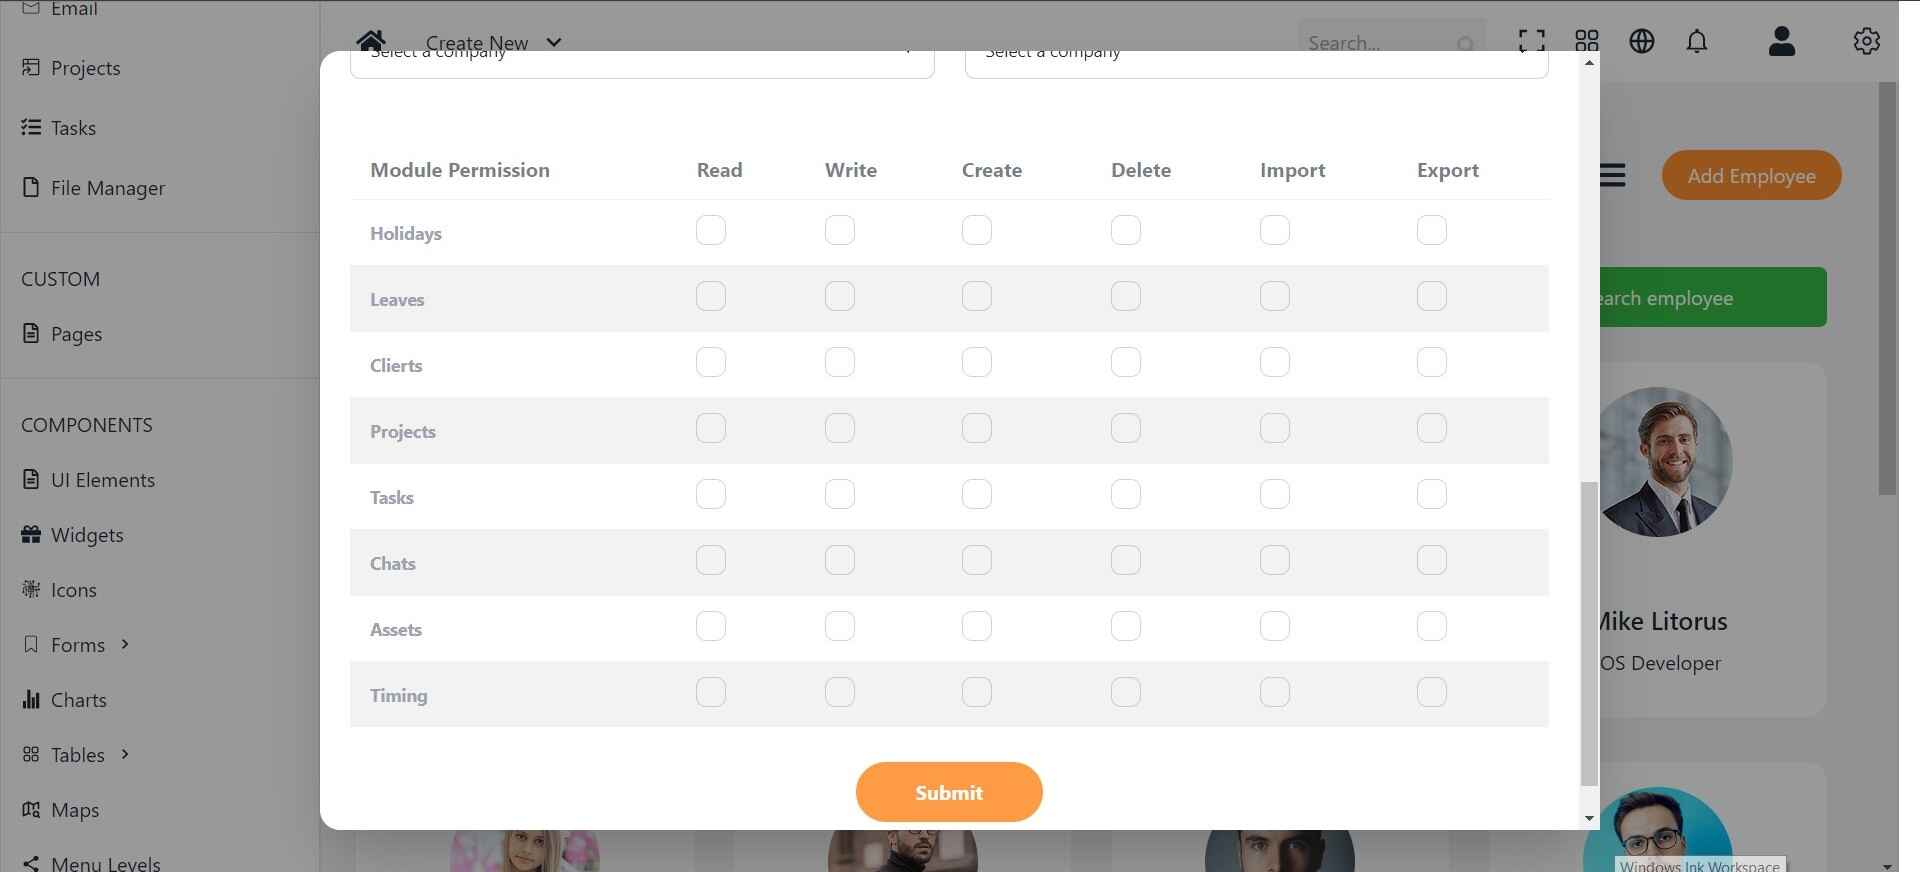 Email
Projects
Tasks
File Manager
CUSTOM
Pages
COMPONENTS
UI Elements
Widgets
Icons
Forms
Charts
Tables
Maps
Menu Levels
Create New
Search...
Select a company
Select a company
Module Permission Read Write Create Delete Import Export
Holidays
Leaves
Clierts
Projects
Tasks
Chats
Assets
Timing
Submit
Add Employee
earch employee
Mike Litorus
OS Developer
Windows Ink Workspace